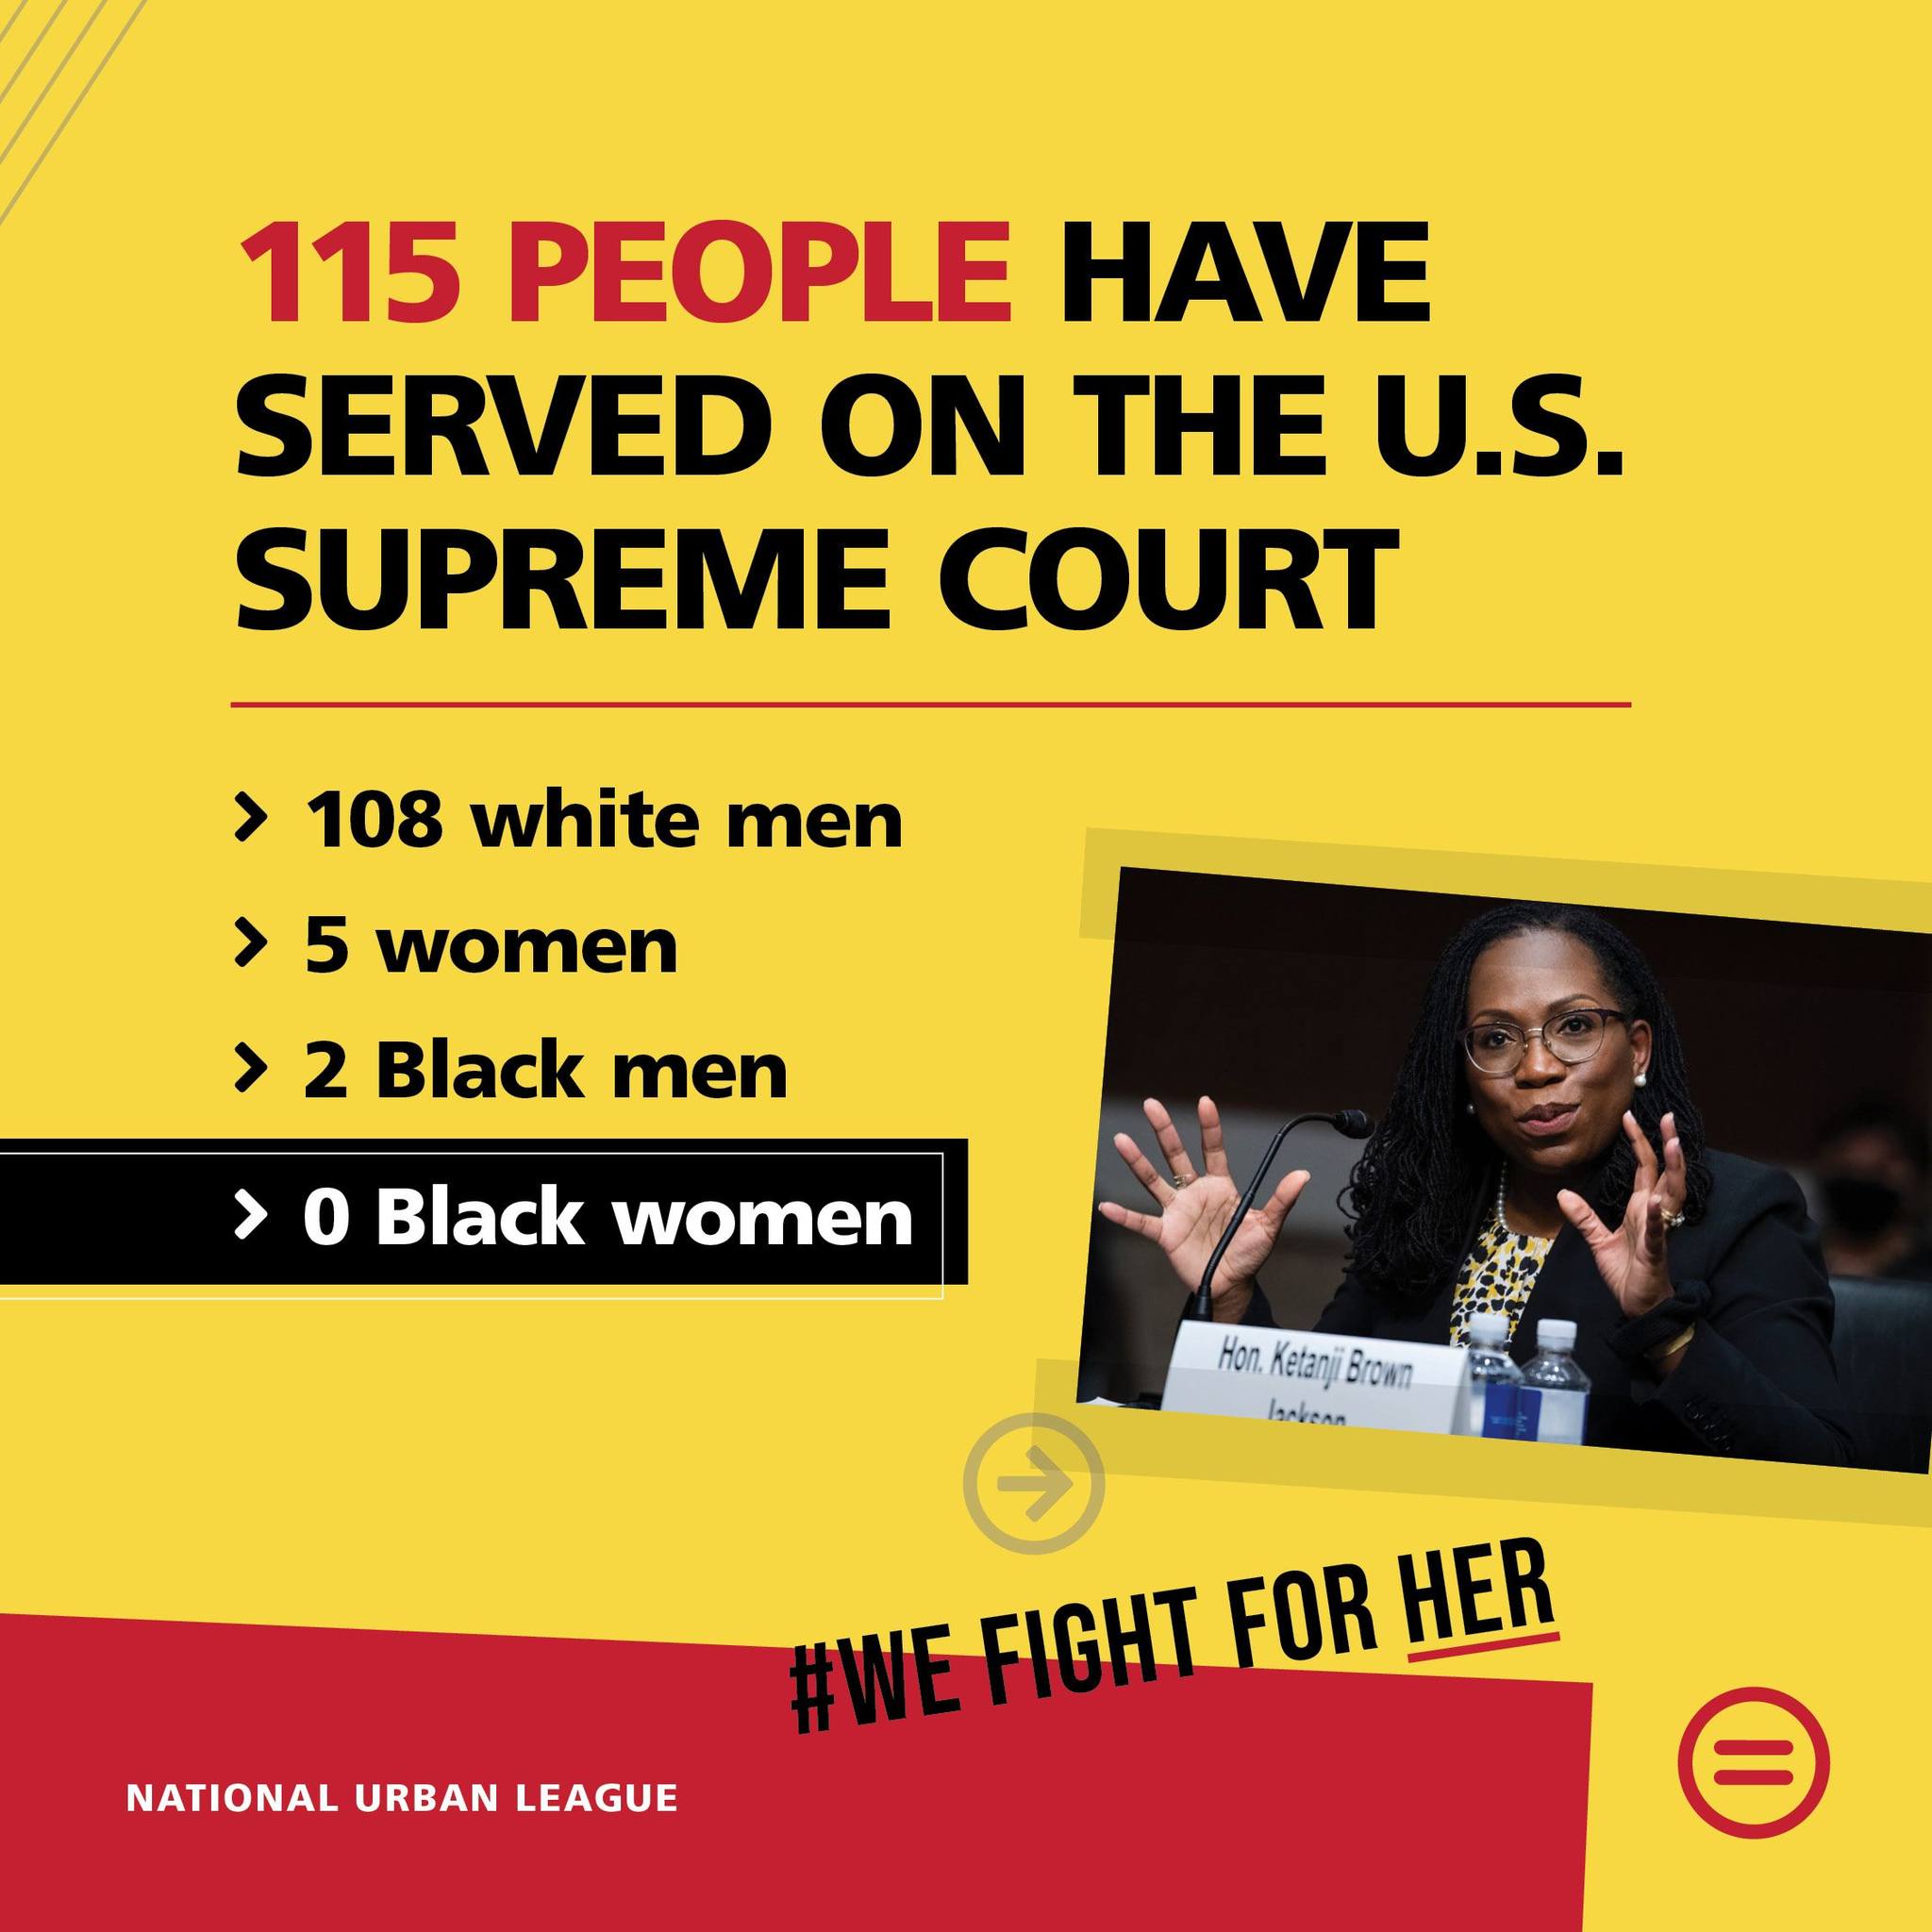 115 PEOPLE HAVE
SERVED ON THE U.S.
SUPREME COURT
108 white men
5 women
2 Black men
0 Black women
Hon. Ketanji Brown
Jackson
#WE FIGHT FOR HER
NATIONAL URBAN LEAGUE